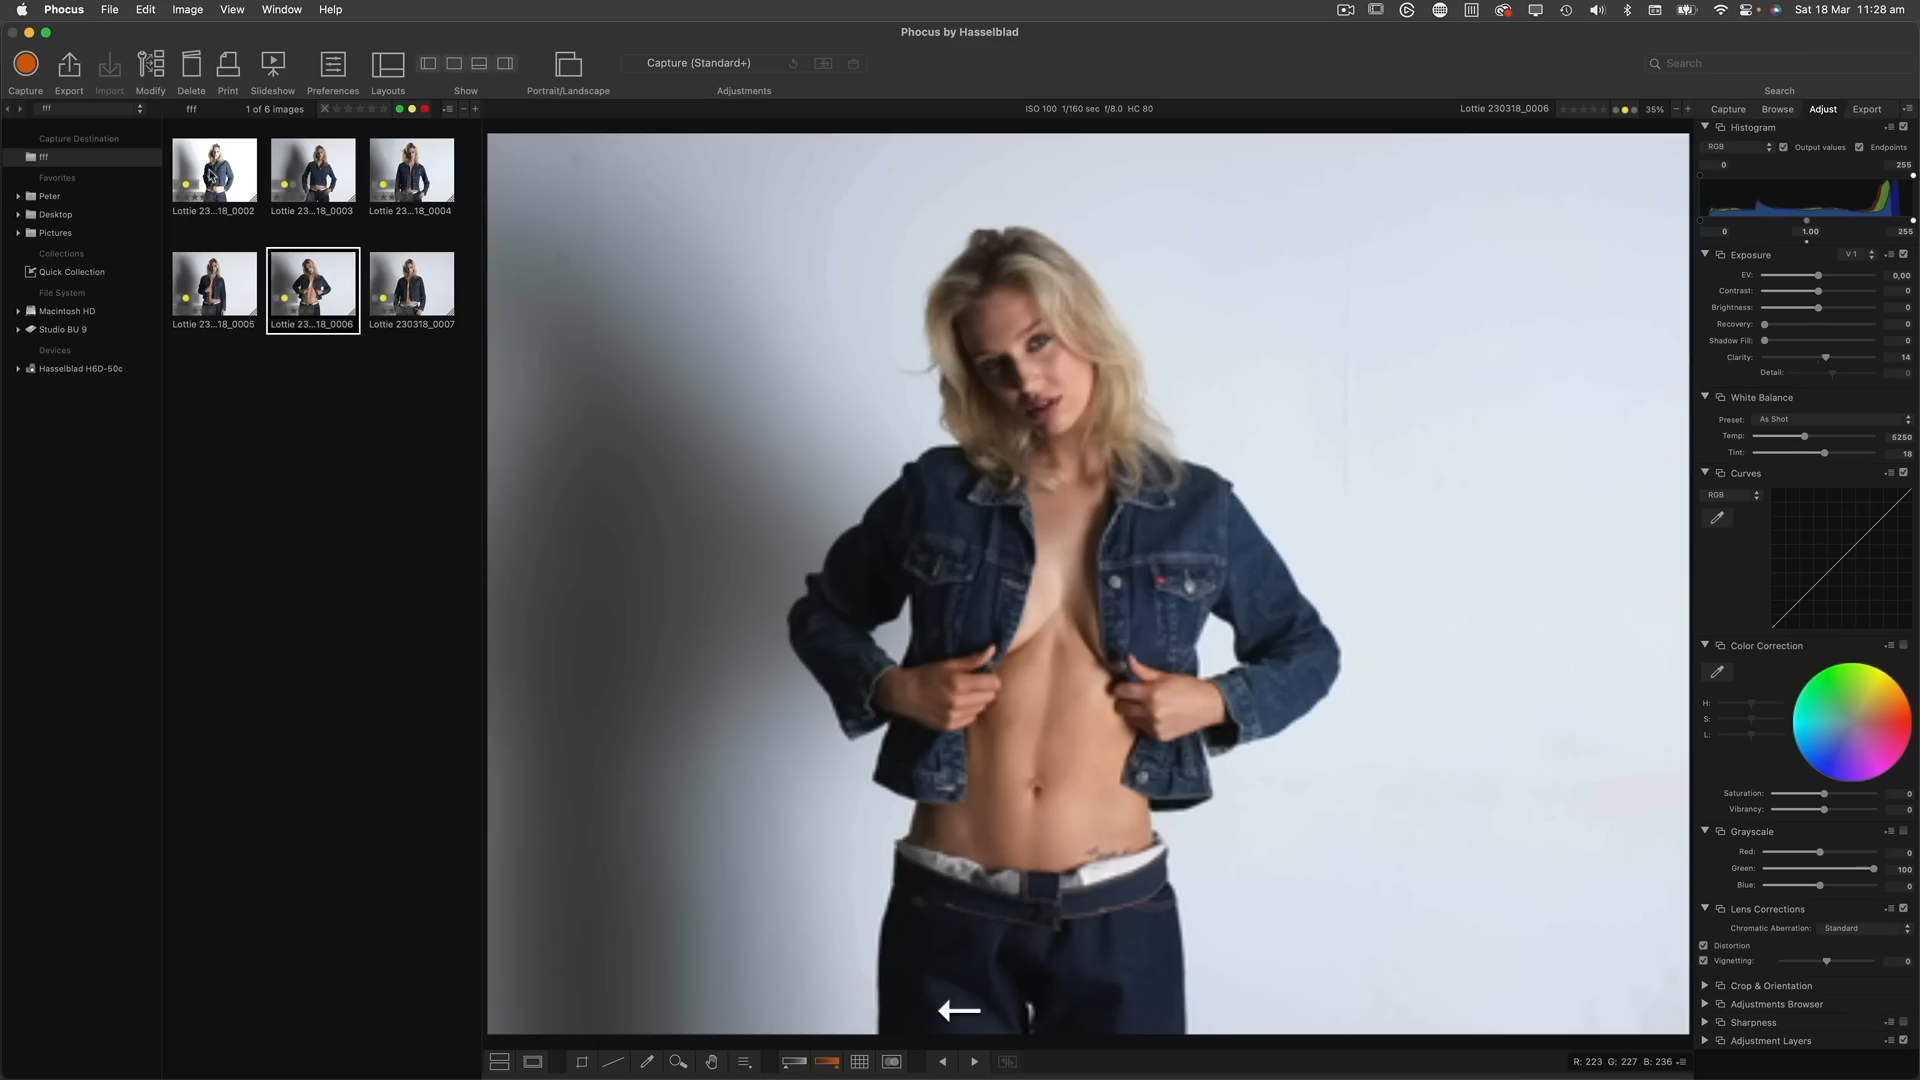 Phocus File Edit Image View Window Help
Sat 18 Mar 11:28 am
Phocus by Hasselblad
Capture Export Import Modify Delete Print Slideshow Preferences Layouts Show Portrait/Landscape
Capture (Standard+)
Adjustments
Search
Search
fff
fff 1 of 6 images
ISO 100 1/160 sec f/8.0 HC 80
Lottie 230318_0006
35%
Capture Browse Adjust Export
Capture Destination
fff
Favorites
Peter
Desktop
Pictures
Collections
Quick Collection
File System
Macintosh HD
Studio BU 9
Devices
Hasselblad H6D-50c
Lottie 23...18_0002
Lottie 23...18_0003
Lottie 23...18_0004
Lottie 23...18_0005
Lottie 23...18_0006
Lottie 230318_0007
Histogram
RGB Output values Endpoints
0 255
0 1.00 255
Exposure V 1
EV: 0,00
Contrast: 0
Brightness: 0
Recovery: 0
Shadow Fill: 0
Clarity: 14
Detail: 0
White Balance
Preset: As Shot
Temp: 5250
Tint: 18
Curves
RGB
Color Correction
H:
S:
L:
Saturation: 0
Vibrancy: 0
Grayscale
Red: 0
Green: 100
Blue: 0
Lens Corrections
Chromatic Aberration: Standard
Distortion
Vignetting: 0
Crop & Orientation
Adjustments Browser
Sharpness
Adjustment Layers
R: 223 G: 227 B: 236